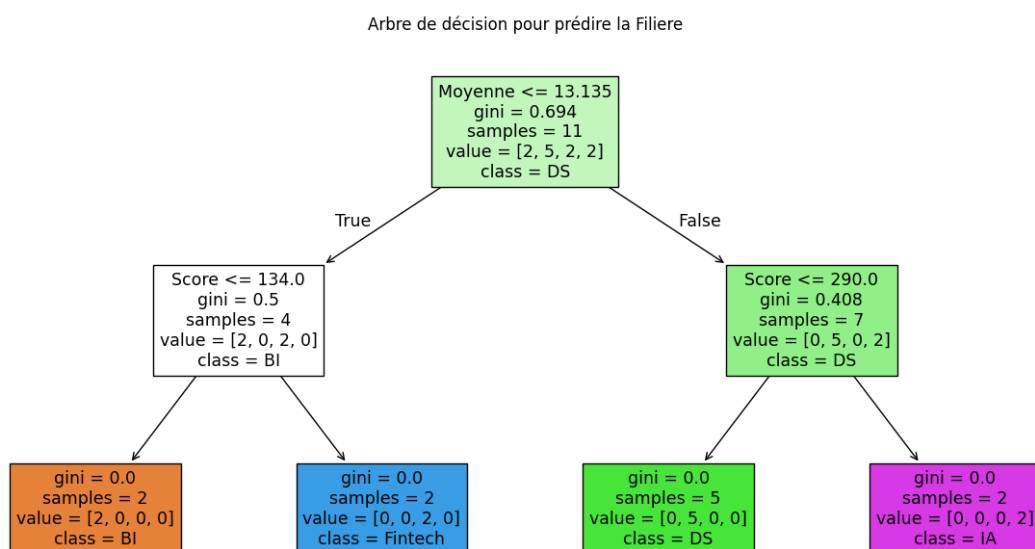 Arbre de décision pour prédire la Filiere
Moyenne <= 13.135
gini = 0.694
samples = 11
value = [2, 5, 2, 2]
class = DS
True
False
Score <= 134.0
gini = 0.5
samples = 4
value = [2, 0, 2, 0]
class = BI
Score <= 290.0
gini = 0.408
samples = 7
value = [0, 5, 0, 2]
class = DS
gini = 0.0
samples = 2
value = [2, 0, 0, 0]
class = BI
gini = 0.0
samples = 2
value = [0, 0, 2, 0]
class = Fintech
gini = 0.0
samples = 5
value = [0, 5, 0, 0]
class = DS
gini = 0.0
samples = 2
value = [0, 0, 0, 2]
class = IA